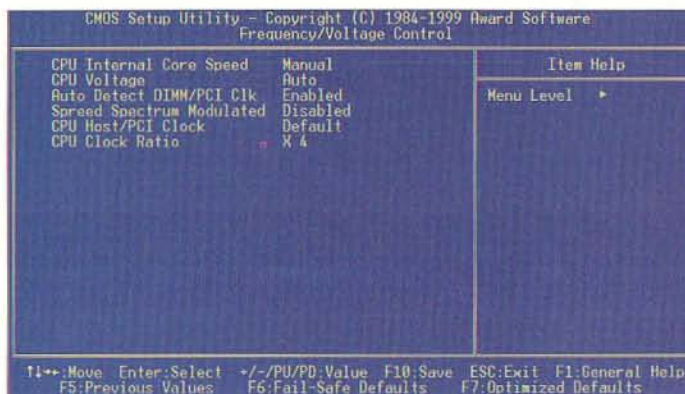 CMOS Setup Utility - Copyright (C) 1984-1999 Award Software
Frequency/Voltage Control
CPU Internal Core Speed Manual
CPU Voltage Auto
Auto Detect DIMM/PCI Clk Enabled
Spreed Spectrum Modulated Disabled
CPU Host/PCI Clock Default
CPU Clock Ratio X 4
Item Help
Menu Level ►
↑↓→←:Move Enter:Select +/-/PU/PD:Value F10:Save ESC:Exit F1:General Help
F5:Previous Values F6:Fail-Safe Defaults F7:Optimized Defaults